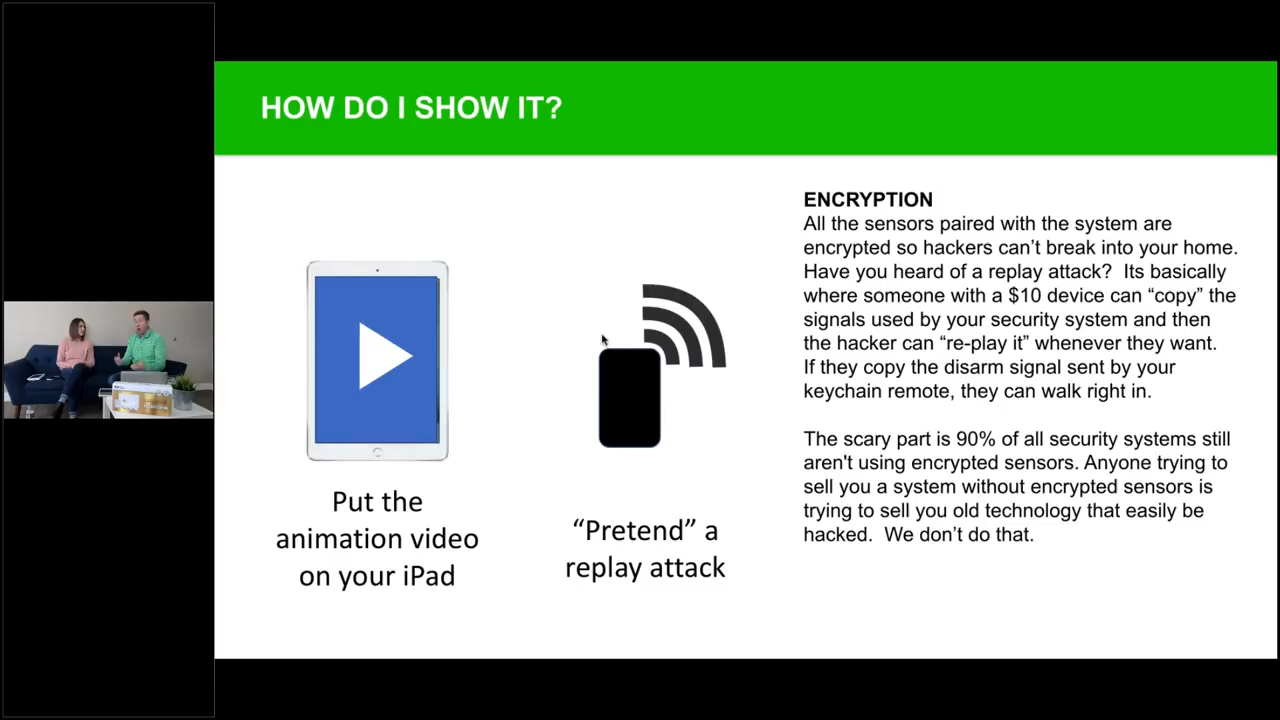 HOW DO I SHOW IT?
Put the
animation video
on your iPad
“Pretend” a
replay attack
ENCRYPTION
All the sensors paired with the system are
encrypted so hackers can’t break into your home.
Have you heard of a replay attack?  Its basically
where someone with a $10 device can “copy” the
signals used by your security system and then
the hacker can “re-play it” whenever they want.
If they copy the disarm signal sent by your
keychain remote, they can walk right in.
The scary part is 90% of all security systems still
aren't using encrypted sensors. Anyone trying to
sell you a system without encrypted sensors is
trying to sell you old technology that easily be
hacked.  We don’t do that.